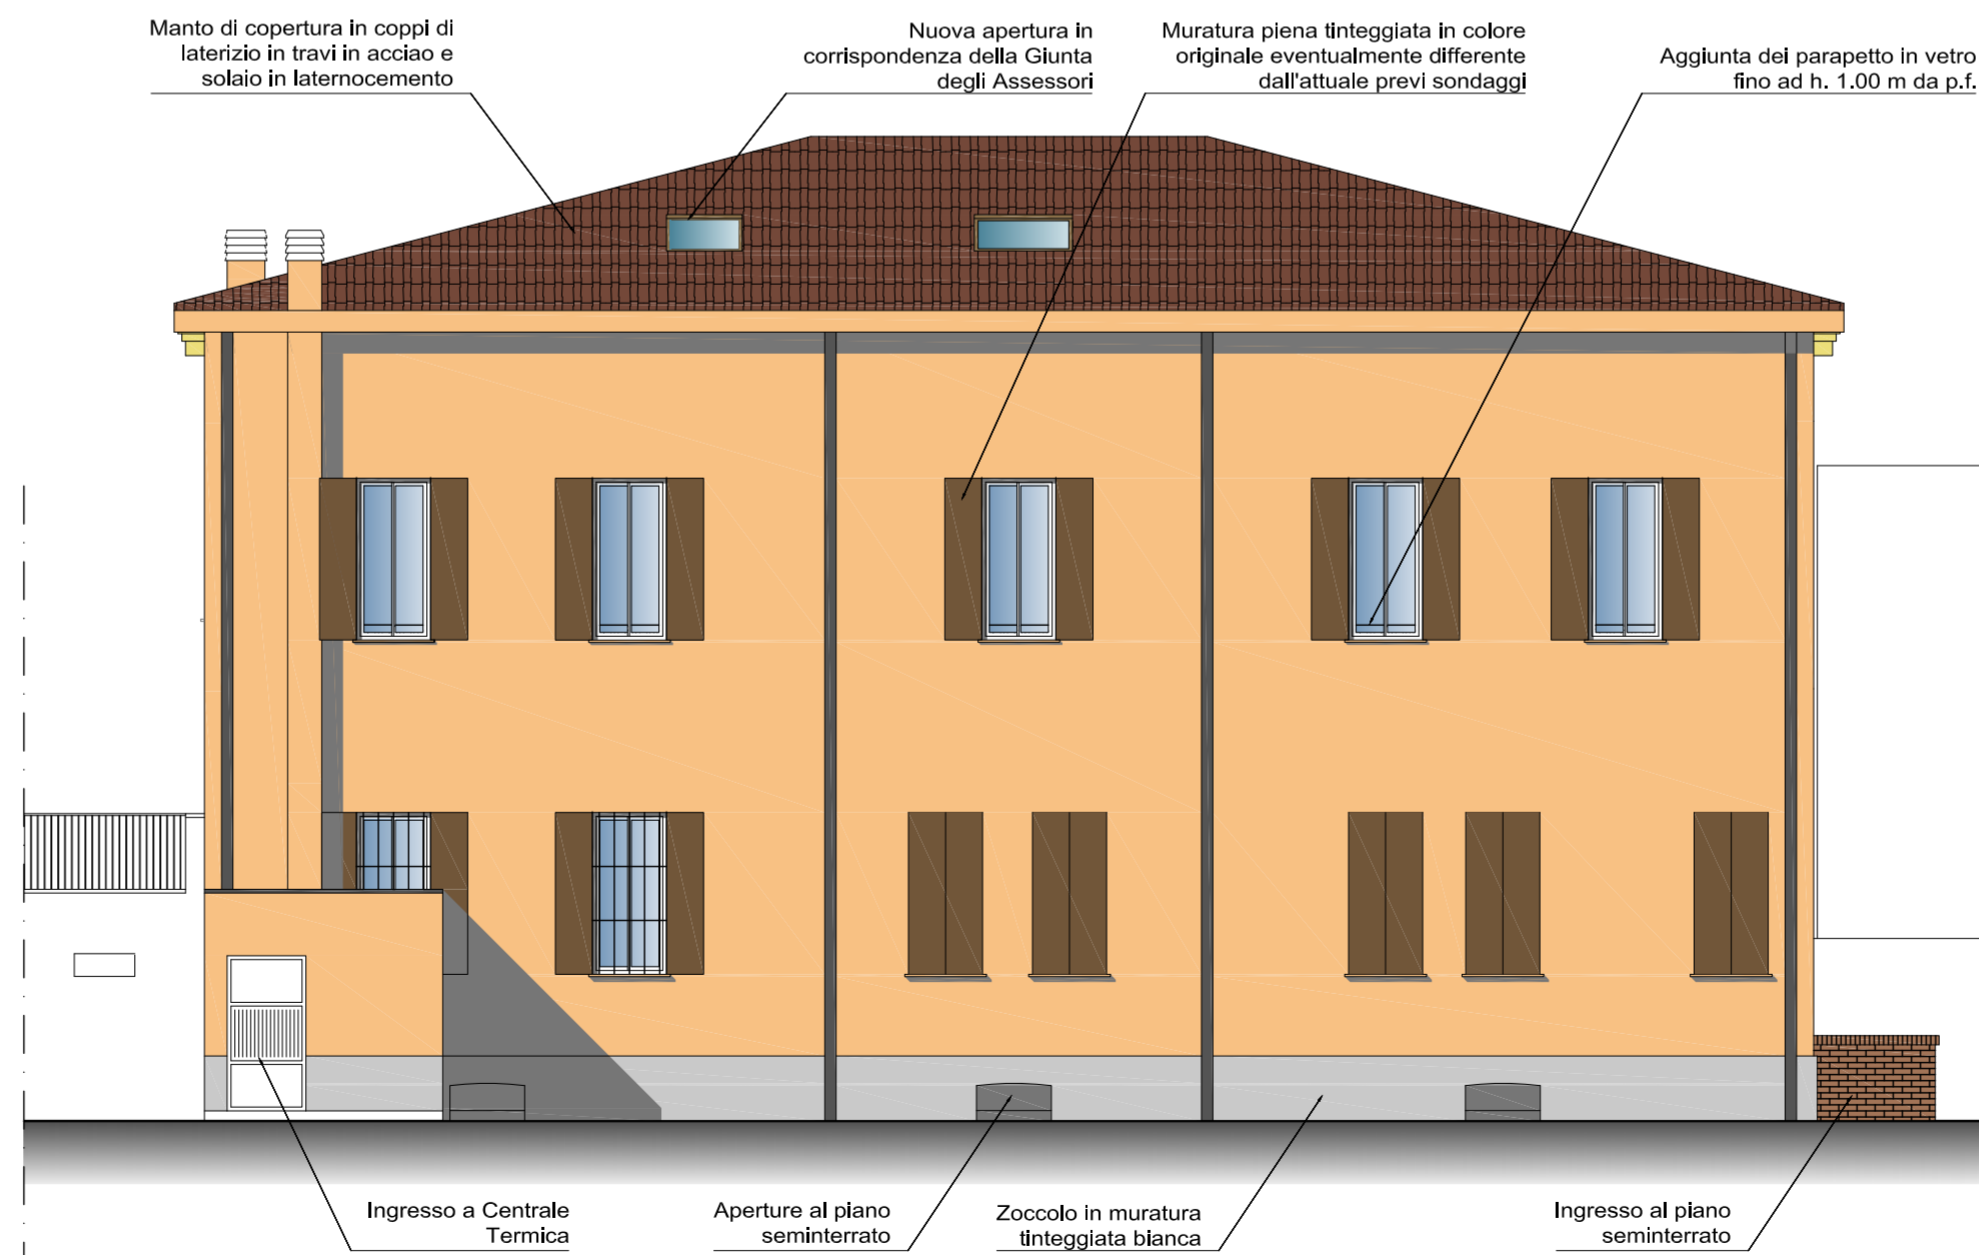 Manto di copertura in coppi di
laterizio in travi in acciao e
solaio in laternocemento
Nuova apertura in
corrispondenza della Giunta
degli Assessori
Muratura piena tinteggiata in colore
originale eventualmente differente
dall'attuale previ sondaggi
Aggiunta dei parapetto in vetro
fino ad h. 1.00 m da p.f.
Ingresso a Centrale
Termica
Aperture al piano
seminterrato
Zoccolo in muratura
tinteggiata bianca
Ingresso al piano
seminterrato